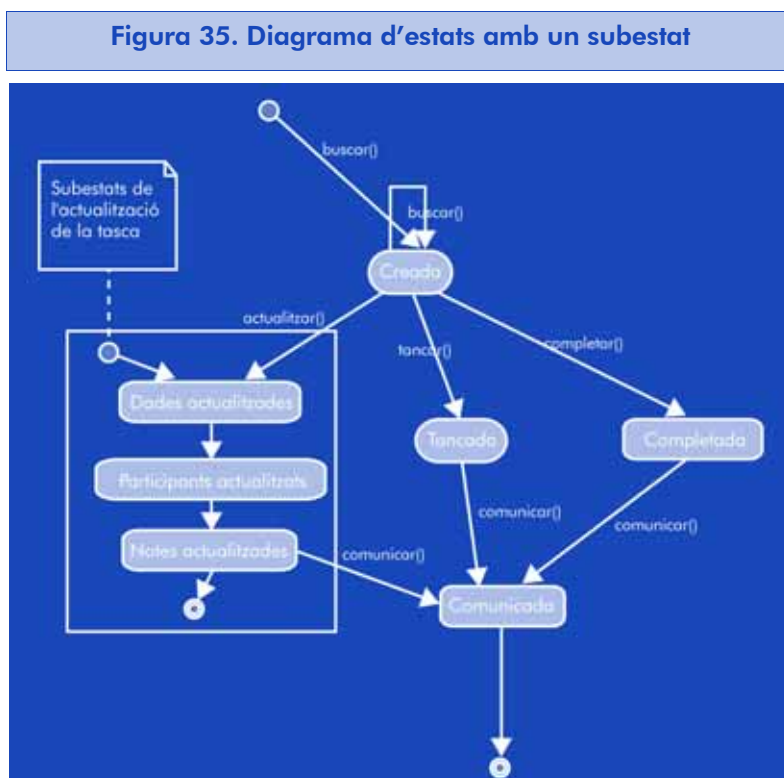 Figura 35. Diagrama d'estats amb un subestat
buscar()
Subestats de
l'actualització
de la tasca
buscar()
Creada
actualitzar()
tancar()
completar()
Dades actualitzades
Tancada
Completada
Participants actualitzats
comunicar()
comunicar()
Notes actualitzades
comunicar()
Comunicada